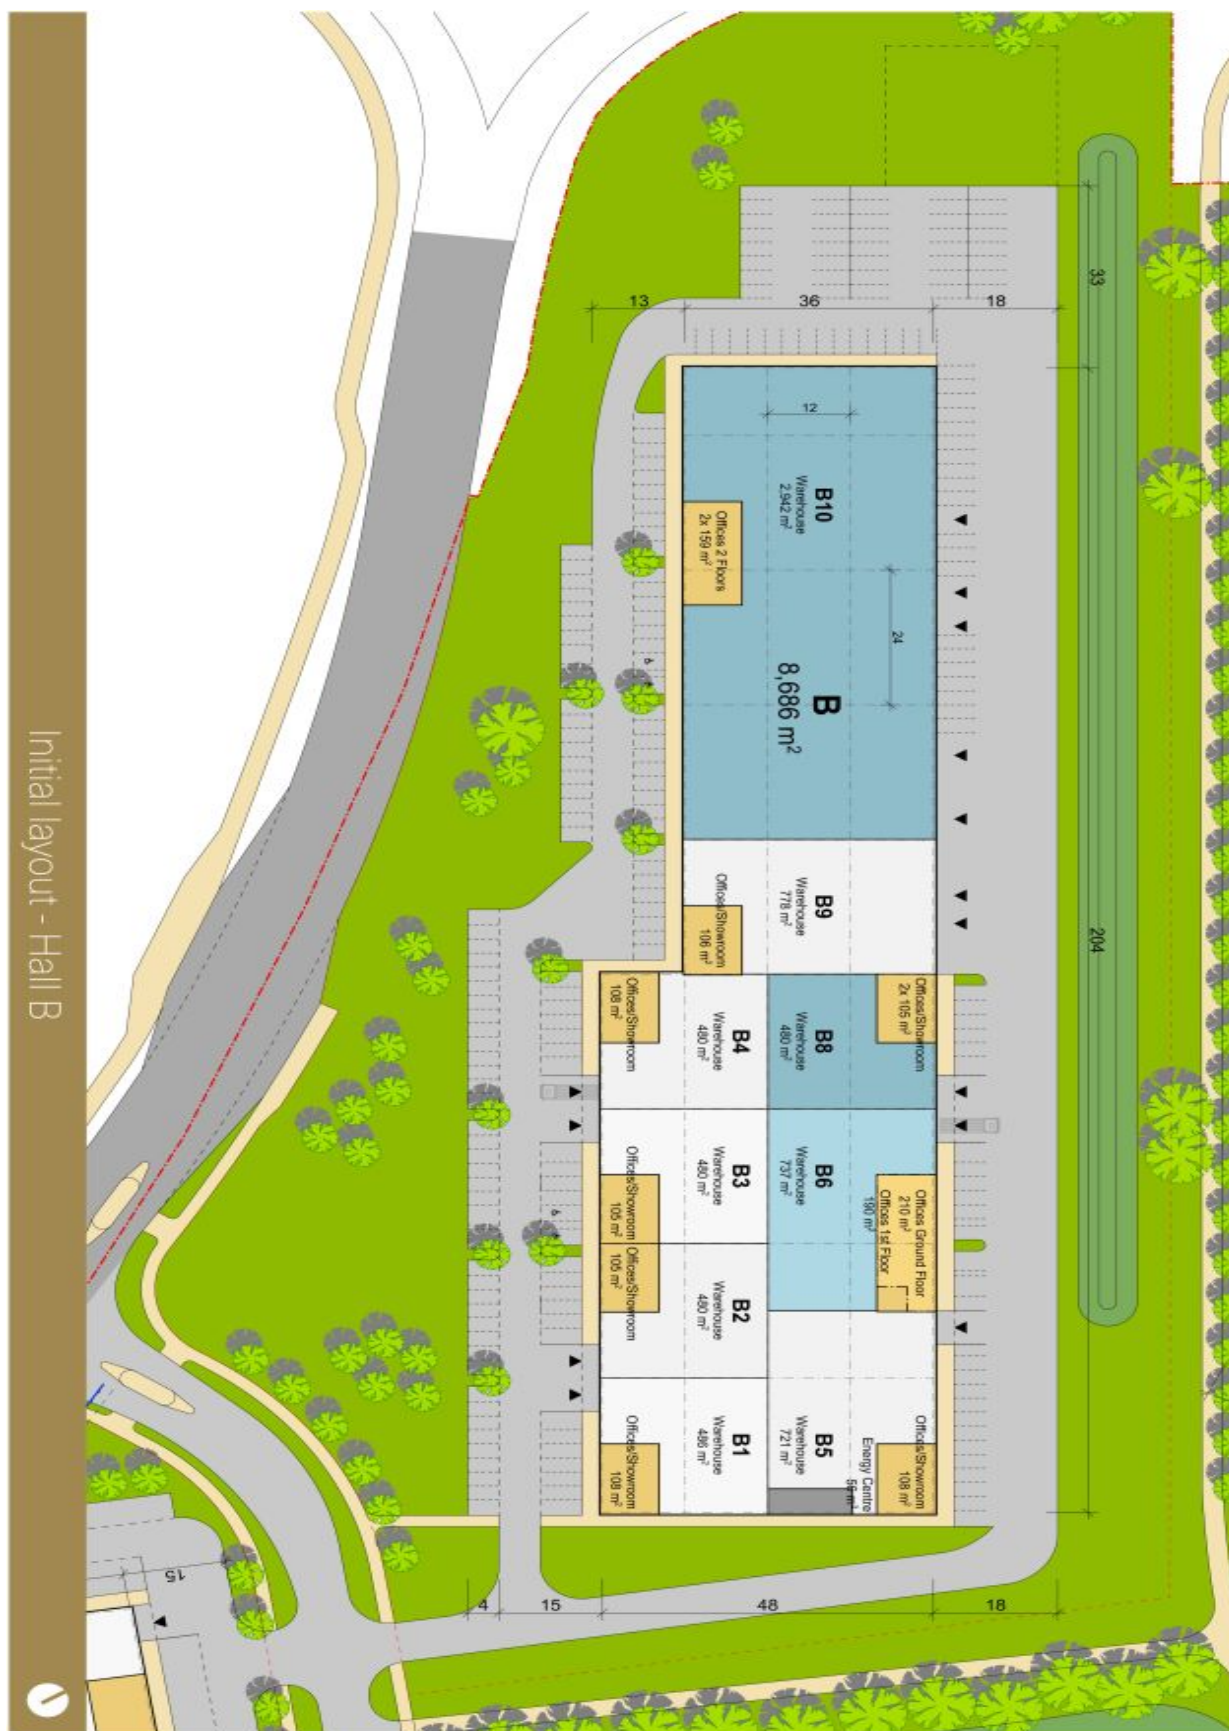 Initial layout - Hall B
33
13
36
18
12
B10
Warehouse
2,942 m²
Offices 2 Floors
2x 159 m²
24
6
B
8,686 m²
B9
Warehouse
778 m²
Offices/Showroom
106 m²
204
B4
Warehouse
480 m²
Offices/Showroom
108 m²
B8
Warehouse
480 m²
Offices/Showroom
2x 105 m²
B3
Warehouse
480 m²
Offices/Showroom
105 m²
B6
Warehouse
737 m²
Offices Ground Floor
210 m²
Offices 1st Floor
190 m²
6
B2
Warehouse
480 m²
Offices/Showroom
105 m²
B1
Warehouse
486 m²
Offices/Showroom
108 m²
B5
Warehouse
721 m²
Energy Centre
59 m²
Offices/Showroom
108 m²
15
4
15
48
18